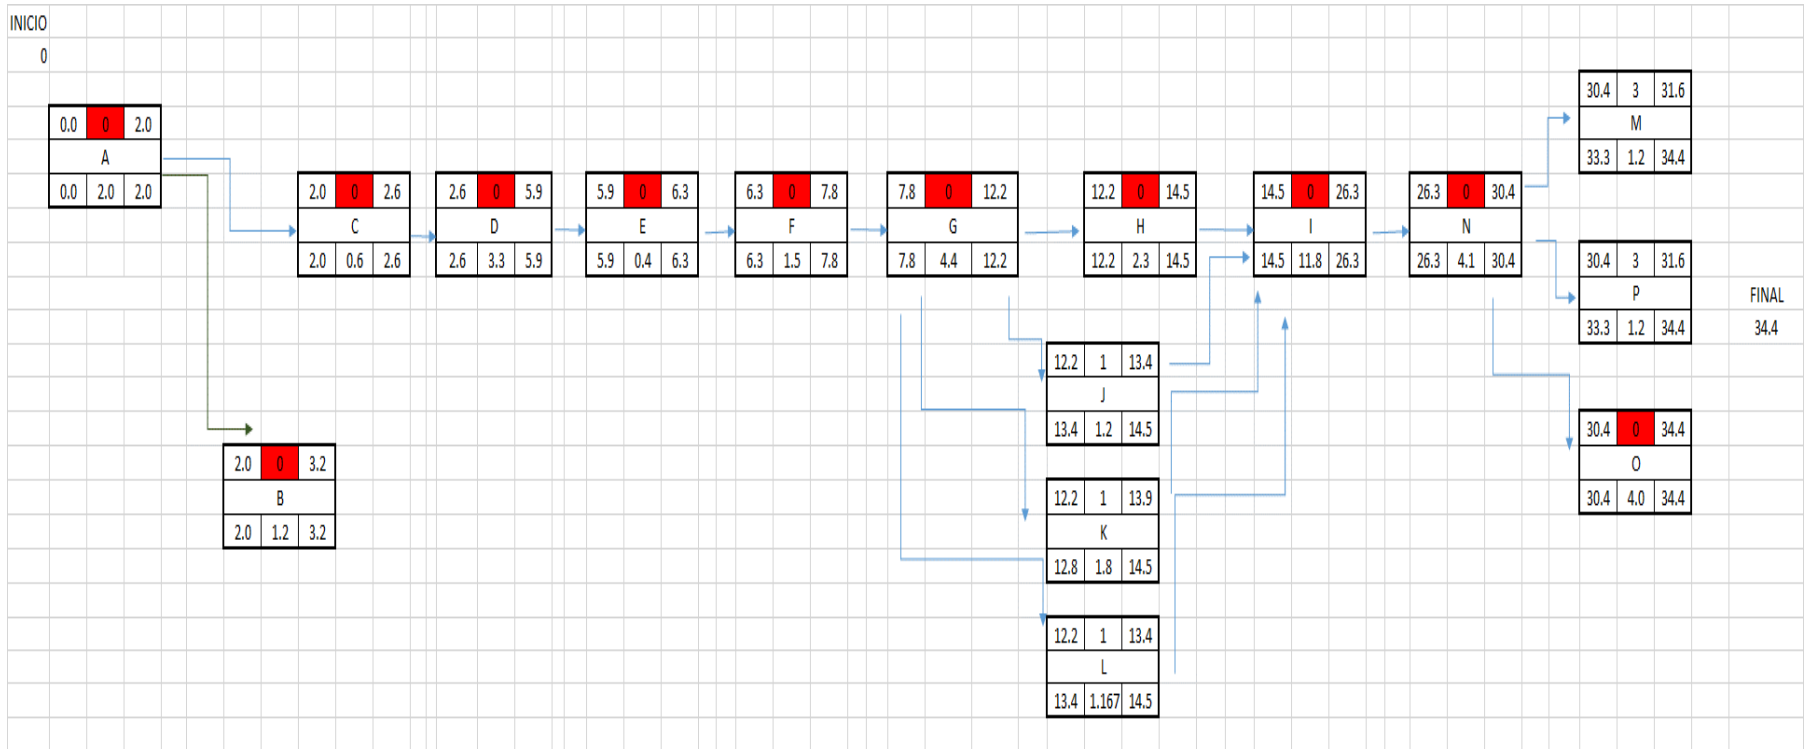 INICIO
0
0.0 0 2.0
A
0.0 2.0 2.0
2.0 0 3.2
B
2.0 1.2 3.2
2.0 0 2.6
C
2.0 0.6 2.6
2.6 0 5.9
D
2.6 3.3 5.9
5.9 0 6.3
E
5.9 0.4 6.3
6.3 0 7.8
F
6.3 1.5 7.8
7.8 0 12.2
G
7.8 4.4 12.2
12.2 0 14.5
H
12.2 2.3 14.5
12.2 1 13.4
J
13.4 1.2 14.5
12.2 1 13.9
K
12.8 1.8 14.5
12.2 1 13.4
L
13.4 1.167 14.5
14.5 0 26.3
I
14.5 11.8 26.3
26.3 0 30.4
N
26.3 4.1 30.4
30.4 3 31.6
M
33.3 1.2 34.4
30.4 3 31.6
P
33.3 1.2 34.4
30.4 0 34.4
O
30.4 4.0 34.4
FINAL
34.4